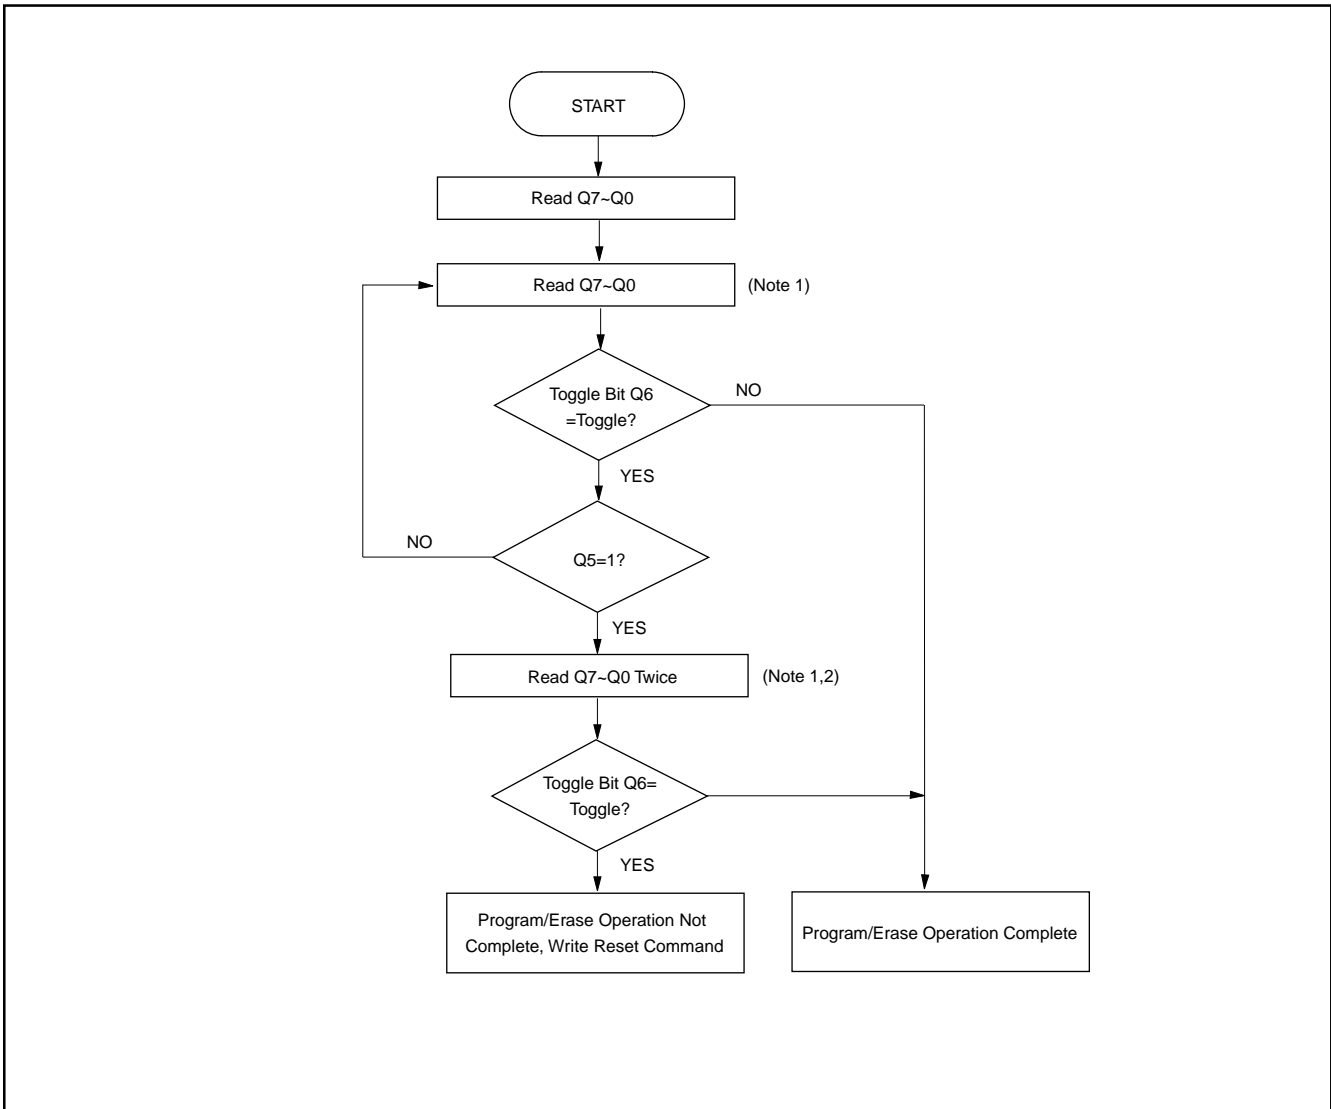 START
Read Q7~Q0
Read Q7~Q0
(Note 1)
Toggle Bit Q6
=Toggle?
NO
YES
Q5=1?
NO
YES
Read Q7~Q0 Twice
(Note 1,2)
Toggle Bit Q6=
Toggle?
YES
Program/Erase Operation Not
Complete, Write Reset Command
Program/Erase Operation Complete